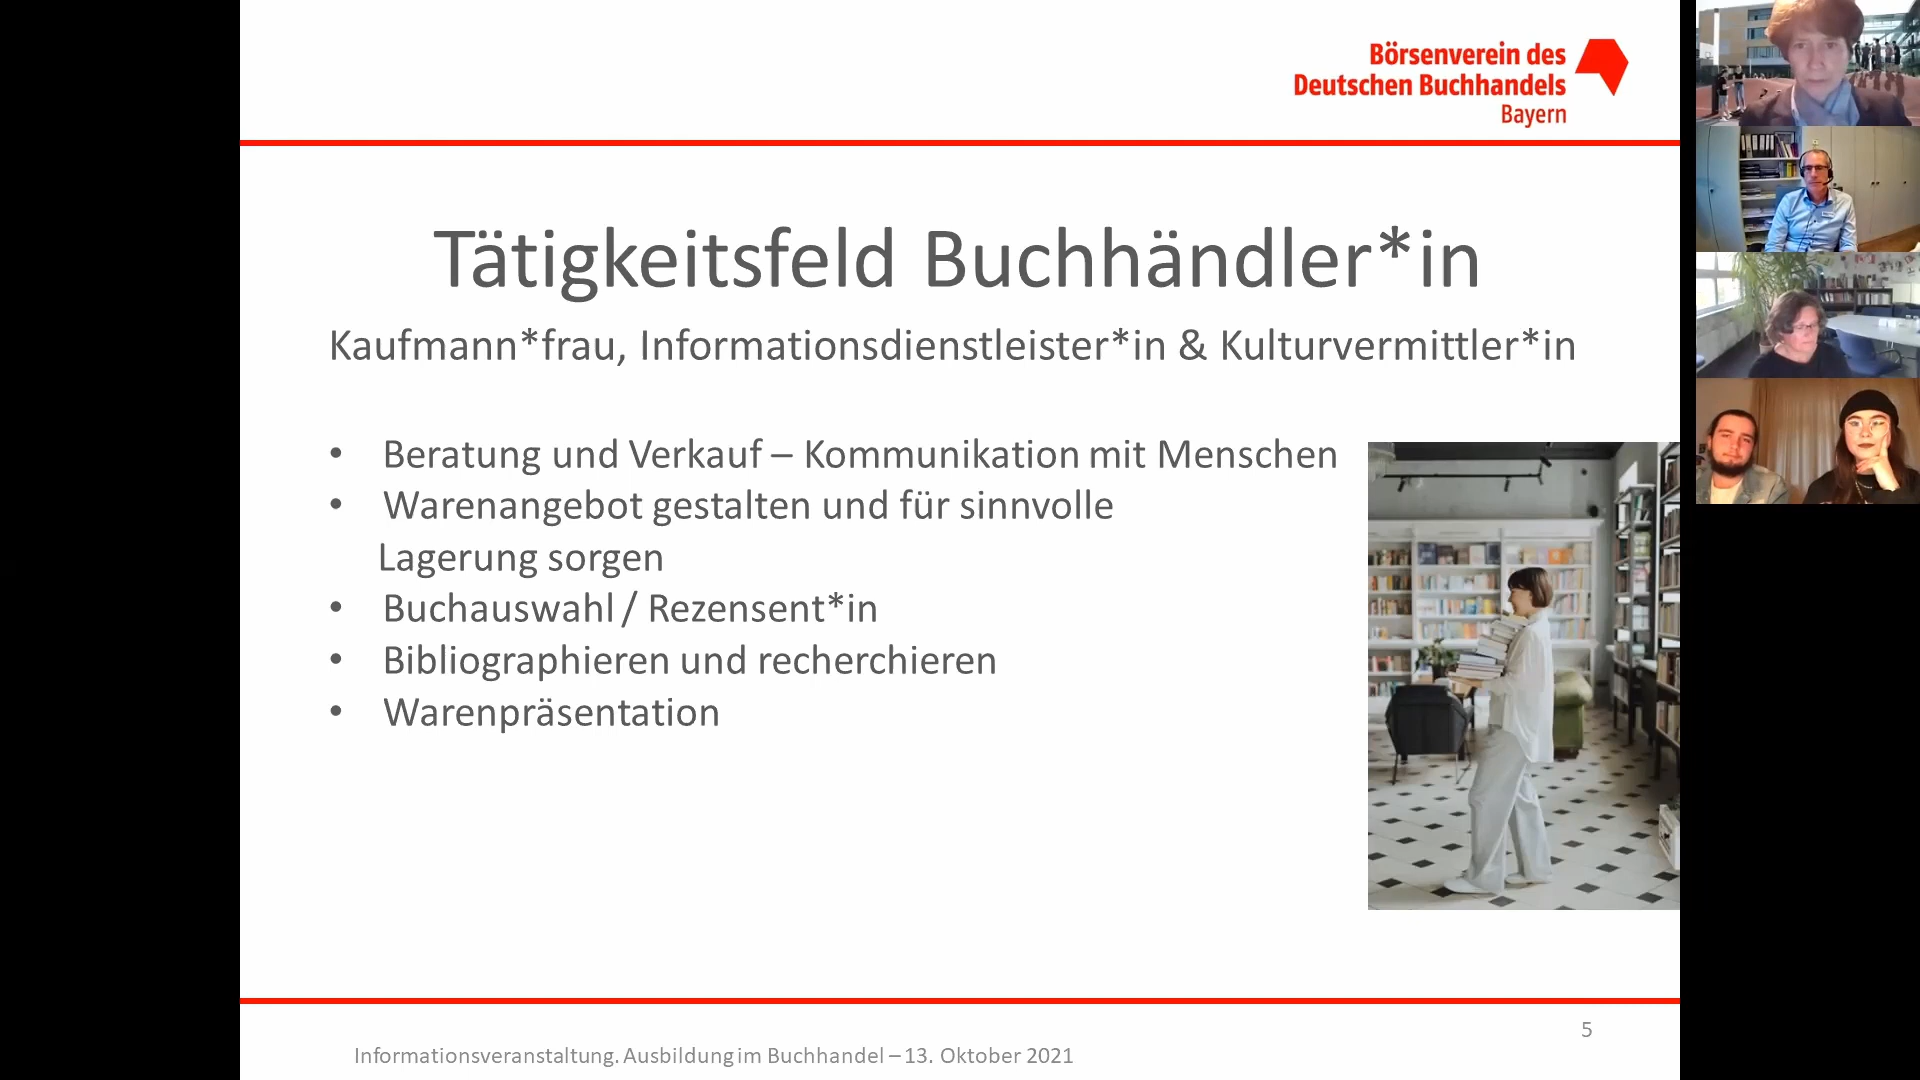 Börsenverein des
Deutschen Buchhandels
Bayern
Tätigkeitsfeld Buchhändler*in
Kaufmann*frau, Informationsdienstleister*in & Kulturvermittler*in
• Beratung und Verkauf – Kommunikation mit Menschen
• Warenangebot gestalten und für sinnvolle
Lagerung sorgen
• Buchauswahl / Rezensent*in
• Bibliographieren und recherchieren
• Warenpräsentation
5
Informationsveranstaltung. Ausbildung im Buchhandel – 13. Oktober 2021